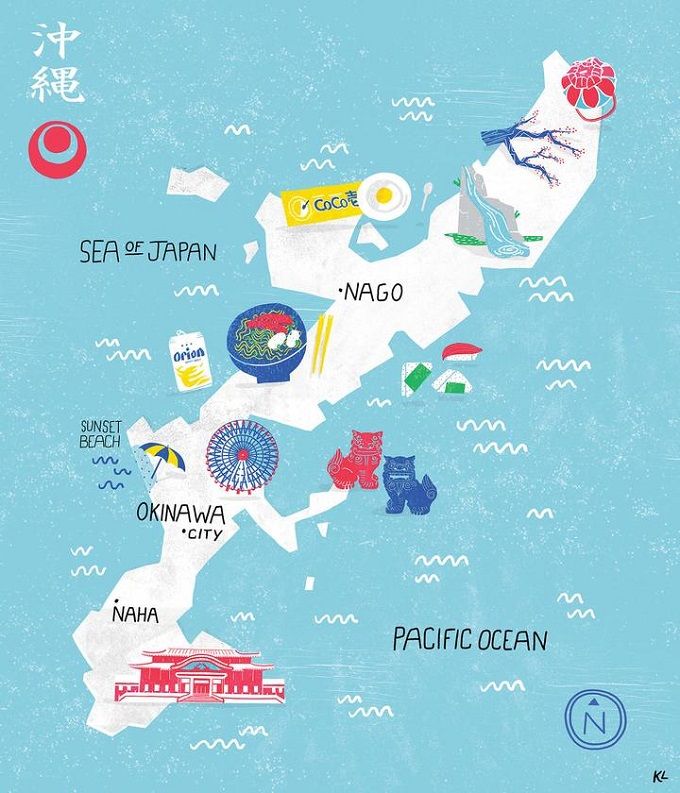 沖
縄
CoCo壱
SEA OF JAPAN
•NAGO
Orion
SUNSET
BEACH
OKINAWA
•CITY
NAHA
PACIFIC OCEAN
N
KL